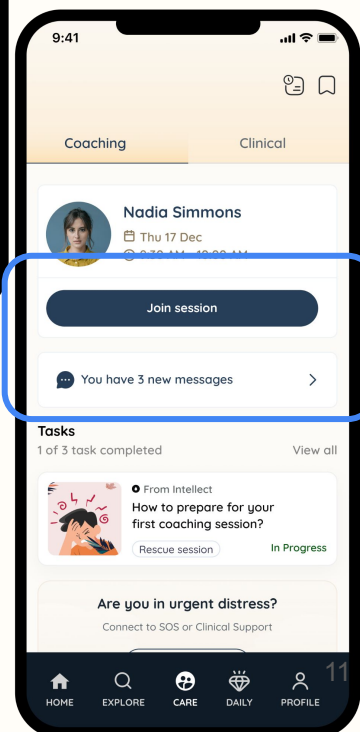 9:41
Coaching
Clinical
Nadia Simmons
Thu 17 Dec
Join session
You have 3 new messages
Tasks
1 of 3 task completed
View all
From Intellect
How to prepare for your
first coaching session?
Rescue session
In Progress
Are you in urgent distress?
Connect to SOS or Clinical Support
HOME
EXPLORE
CARE
DAILY
PROFILE
11